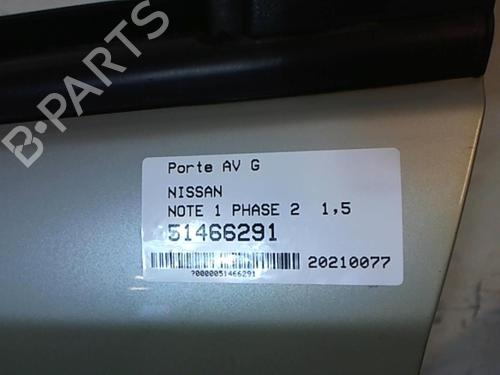 B-PARTS
Porte AV G
NISSAN
NOTE 1 PHASE 2 1,5
51466291
20210077
?0000051466291